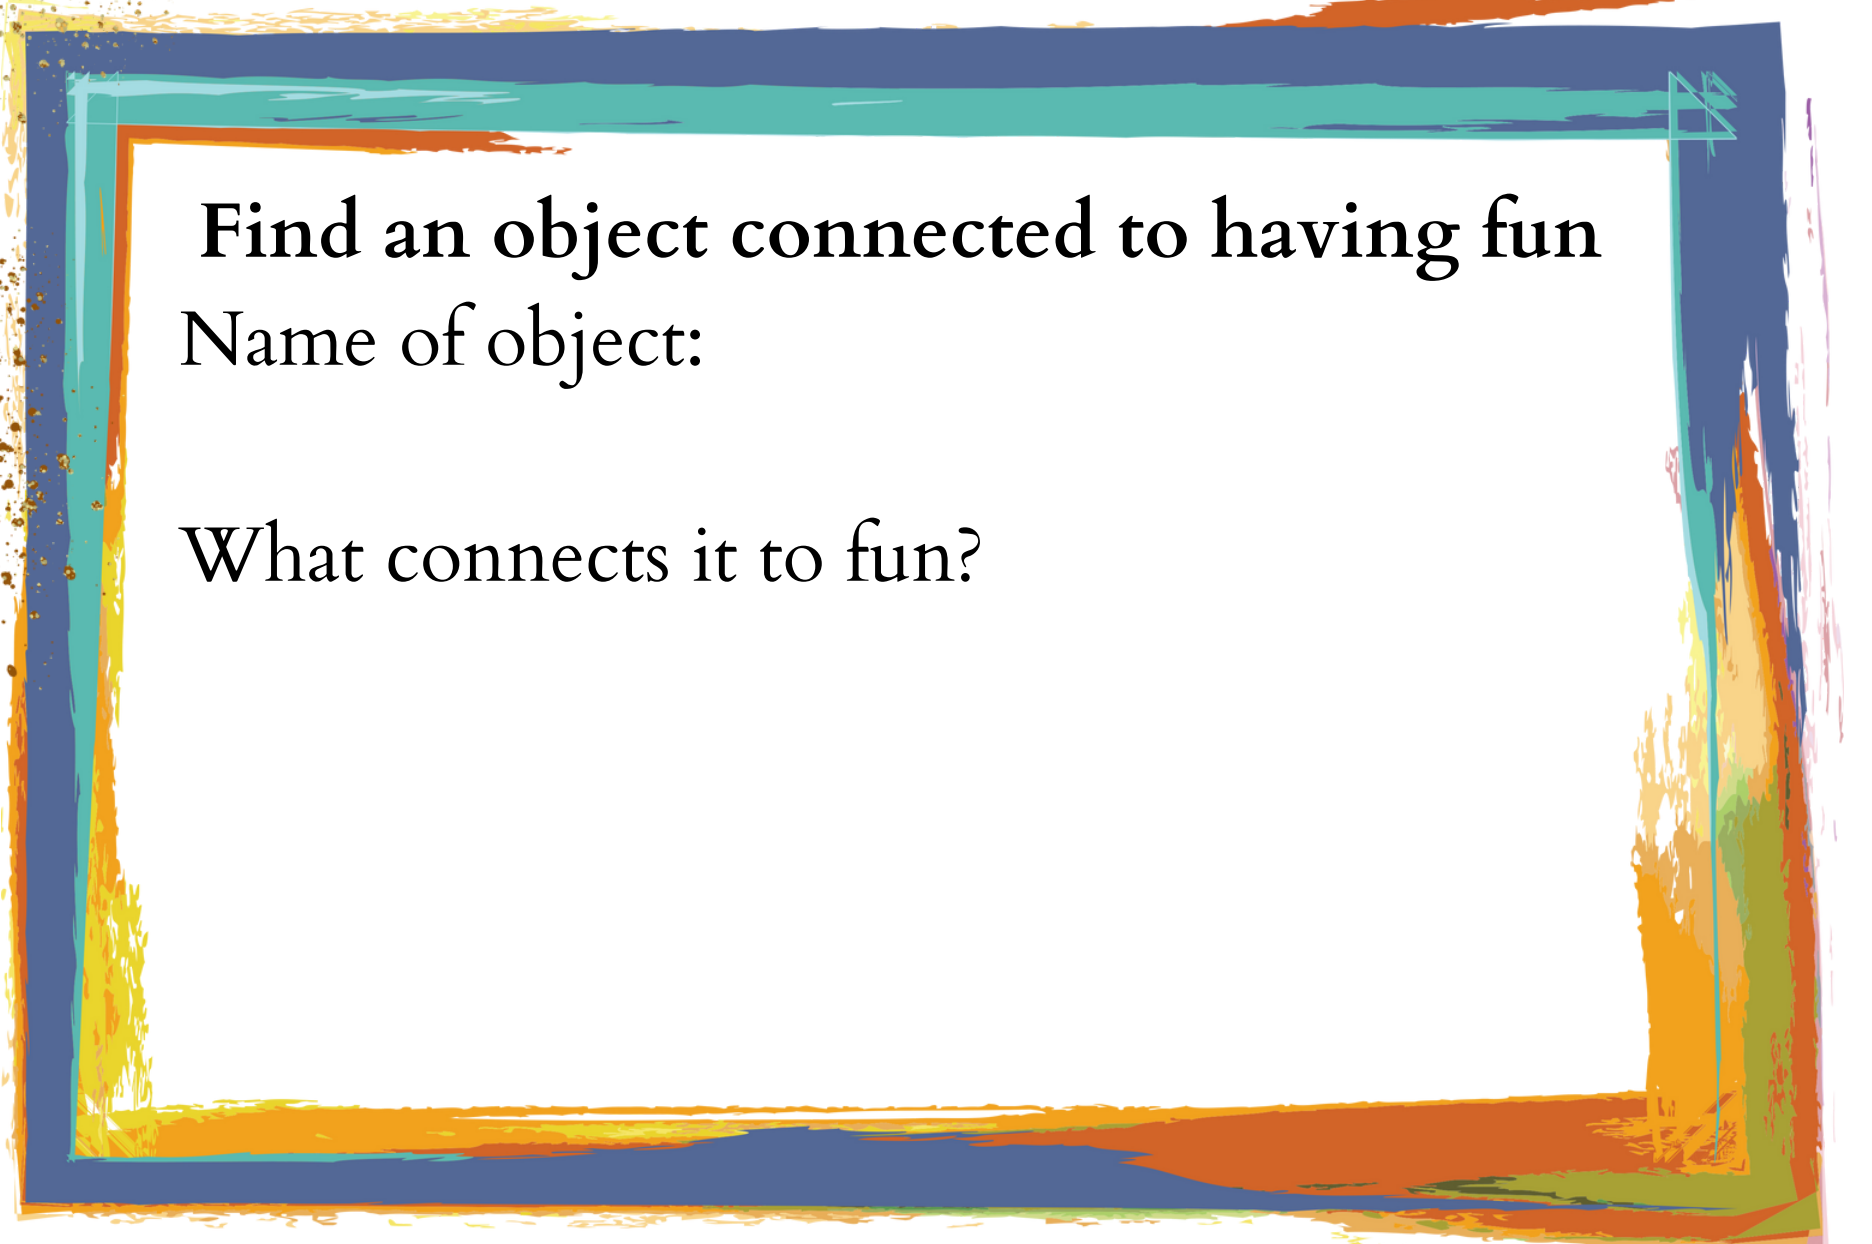 Find an object connected to having fun
Name of object:
What connects it to fun?